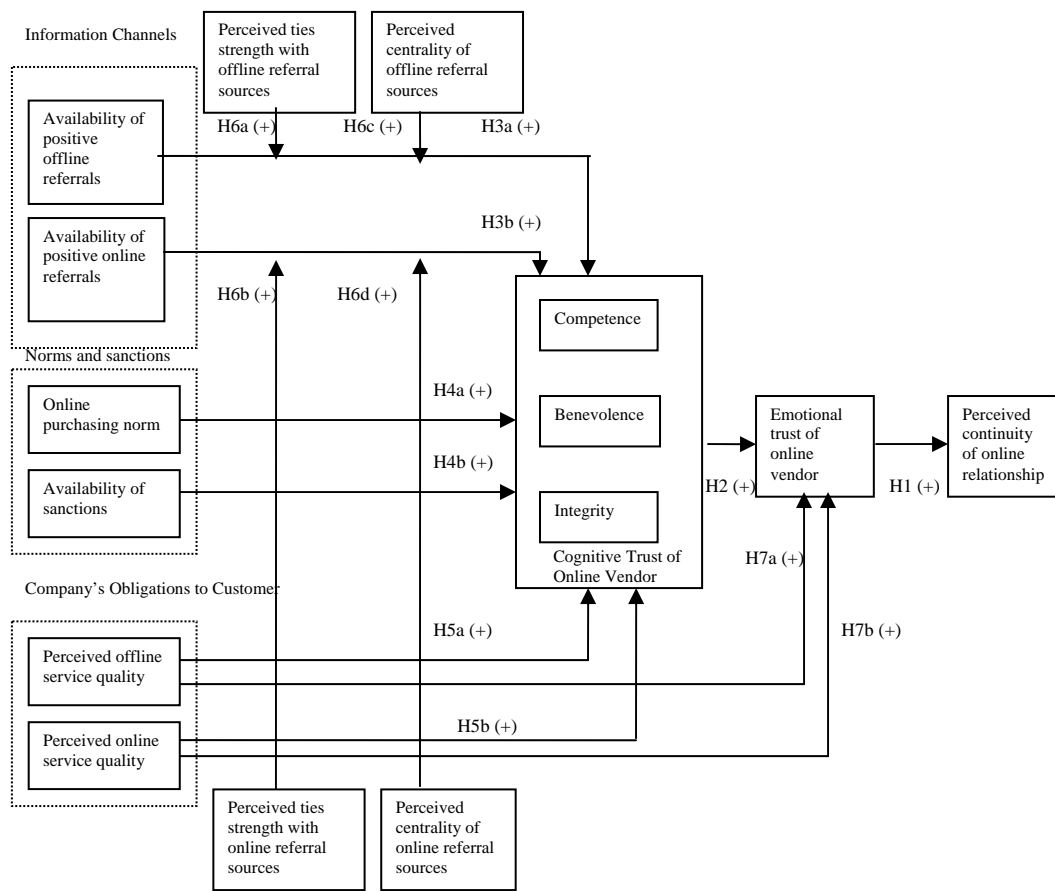 Information Channels
Perceived ties
strength with
offline referral
sources
Perceived
centrality of
offline referral
sources
H6a (+)
H6c (+)
H3a (+)
Availability of
positive
offline
referrals
Availability of
positive online
referrals
H3b (+)
H6b (+)
H6d (+)
Norms and sanctions
Online
purchasing norm
Availability of
sanctions
H4a (+)
H4b (+)
Competence
Benevolence
Integrity
Cognitive Trust of
Online Vendor
H2 (+)
Emotional
trust of
online
vendor
H1 (+)
Perceived
continuity
of online
relationship
Company’s Obligations to Customer
Perceived offline
service quality
Perceived online
service quality
H5a (+)
H5b (+)
H7a (+)
H7b (+)
Perceived ties
strength with
online referral
sources
Perceived
centrality of
online referral
sources